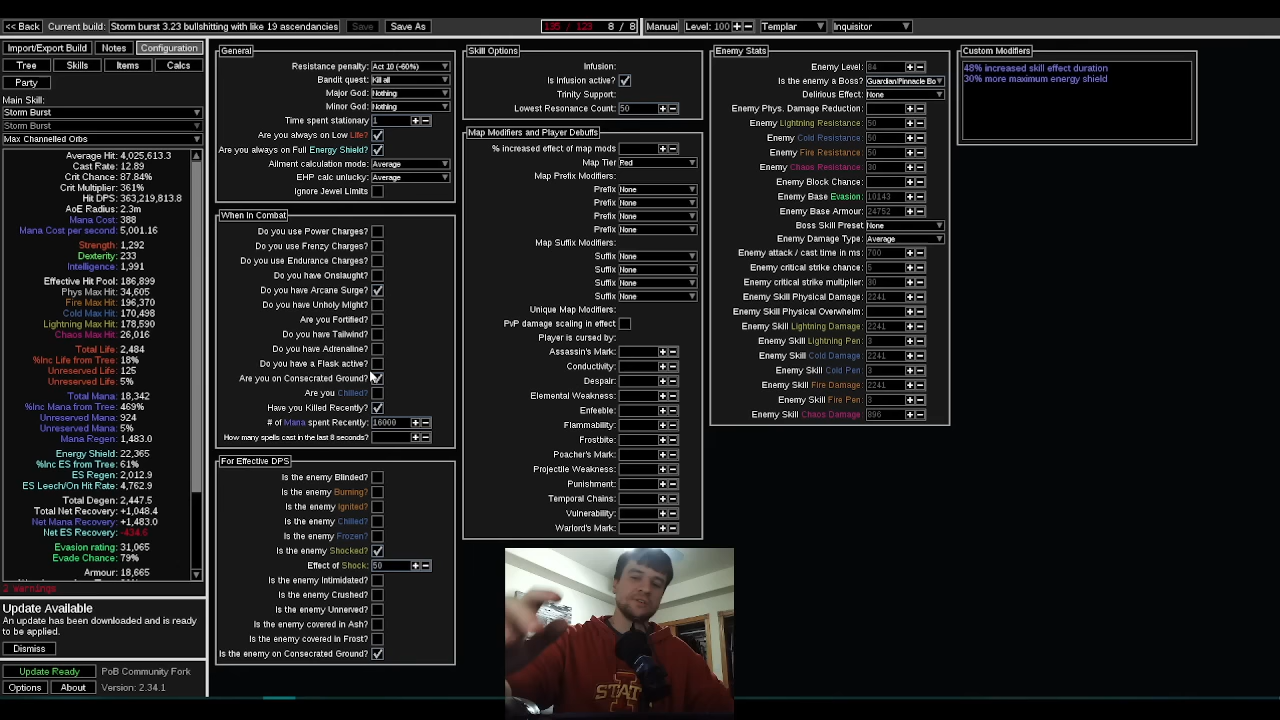 << Back Current build: Storm burst 3.23 bullshitting with like 19 ascendancies Save Save As 135 / 123 8 / 8 Manual Level: 100 Templar Inquisitor
Import/Export Build Notes Configuration
Tree Skills Items Calcs
Party
Main Skill:
Storm Burst
Storm Burst
Max Channelled Orbs
Average Hit: 4,025,613.3
Cast Rate: 12.89
Crit Chance: 87.84%
Crit Multiplier: 361%
Hit DPS: 363,219,813.8
AoE Radius: 2.3m
Mana Cost: 388
Mana Cost per second: 5,001.16
Strength: 1,292
Dexterity: 233
Intelligence: 1,991
Effective Hit Pool: 186,899
Phys Max Hit: 34,605
Fire Max Hit: 196,370
Cold Max Hit: 170,498
Lightning Max Hit: 178,590
Chaos Max Hit: 26,016
Total Life: 2,484
%Inc Life from Tree: 18%
Unreserved Life: 125
Unreserved Life: 5%
Total Mana: 18,342
%Inc Mana from Tree: 469%
Unreserved Mana: 924
Unreserved Mana: 5%
Mana Regen: 1,483.0
Energy Shield: 22,365
%Inc ES from Tree: 61%
ES Regen: 2,012.9
ES Leech/On Hit Rate: 4,762.9
Total Degen: 2,447.5
Total Net Recovery: +1,048.4
Net Mana Recovery: +1,483.0
Net ES Recovery: -434.6
Evasion rating: 31,065
Evade Chance: 79%
Armour: 18,665
2 warnings
Update Available
An update has been downloaded and is ready
to be applied.
Dismiss
Update Ready PoB Community Fork
Options About Version: 2.34.1
General
Resistance penalty: Act 10 (-60%)
Bandit quest: Kill all
Major God: Nothing
Minor God: Nothing
Time spent stationary 1
Are you always on Low Life?
Are you always on Full Energy Shield?
Ailment calculation mode: Average
EHP calc unlucky: Average
Ignore Jewel Limits
When In Combat
Do you use Power Charges?
Do you use Frenzy Charges?
Do you use Endurance Charges?
Do you have Onslaught?
Do you have Arcane Surge?
Do you have Unholy Might?
Are you Fortified?
Do you have Tailwind?
Do you have Adrenaline?
Do you have a Flask active?
Are you on Consecrated Ground?
Are you Chilled?
Have you Killed Recently?
# of Mana spent Recently: 16000
How many spells cast in the last 8 seconds?
For Effective DPS
Is the enemy Blinded?
Is the enemy Burning?
Is the enemy Ignited?
Is the enemy Chilled?
Is the enemy Frozen?
Is the enemy Shocked?
Effect of Shock: 50
Is the enemy Intimidated?
Is the enemy Crushed?
Is the enemy Unnerved?
Is the enemy covered in Ash?
Is the enemy covered in Frost?
Is the enemy on Consecrated Ground?
Skill Options
Infusion:
Is Infusion active?
Trinity Support:
Lowest Resonance Count: 50
Map Modifiers and Player Debuffs
% increased effect of map mods
Map Tier Red
Map Prefix Modifiers:
Prefix None
Prefix None
Prefix None
Prefix None
Map Suffix Modifiers:
Suffix None
Suffix None
Suffix None
Suffix None
Unique Map Modifiers:
PvP damage scaling in effect
Player is cursed by:
Assassin's Mark:
Conductivity:
Despair:
Elemental Weakness:
Enfeeble:
Flammability:
Frostbite:
Poacher's Mark:
Projectile Weakness:
Punishment:
Temporal Chains:
Vulnerability:
Warlord's Mark:
Enemy Stats
Enemy Level: 84
Is the enemy a Boss? Guardian/Pinnacle Bo
Delirious Effect: None
Enemy Phys. Damage Reduction:
Enemy Lightning Resistance: 50
Enemy Cold Resistance: 50
Enemy Fire Resistance: 50
Enemy Chaos Resistance: 30
Enemy Block Chance:
Enemy Base Evasion: 10143
Enemy Base Armour: 24752
Boss Skill Preset None
Enemy Damage Type: Average
Enemy attack / cast time in ms: 700
Enemy critical strike chance: 5
Enemy critical strike multiplier: 30
Enemy Skill Physical Damage: 2241
Enemy Skill Physical Overwhelm:
Enemy Skill Lightning Damage: 2241
Enemy Skill Lightning Pen: 3
Enemy Skill Cold Damage: 2241
Enemy Skill Cold Pen: 3
Enemy Skill Fire Damage: 2241
Enemy Skill Fire Pen: 3
Enemy Skill Chaos Damage: 896
Custom Modifiers
48% increased skill effect duration
30% more maximum energy shield
STATE